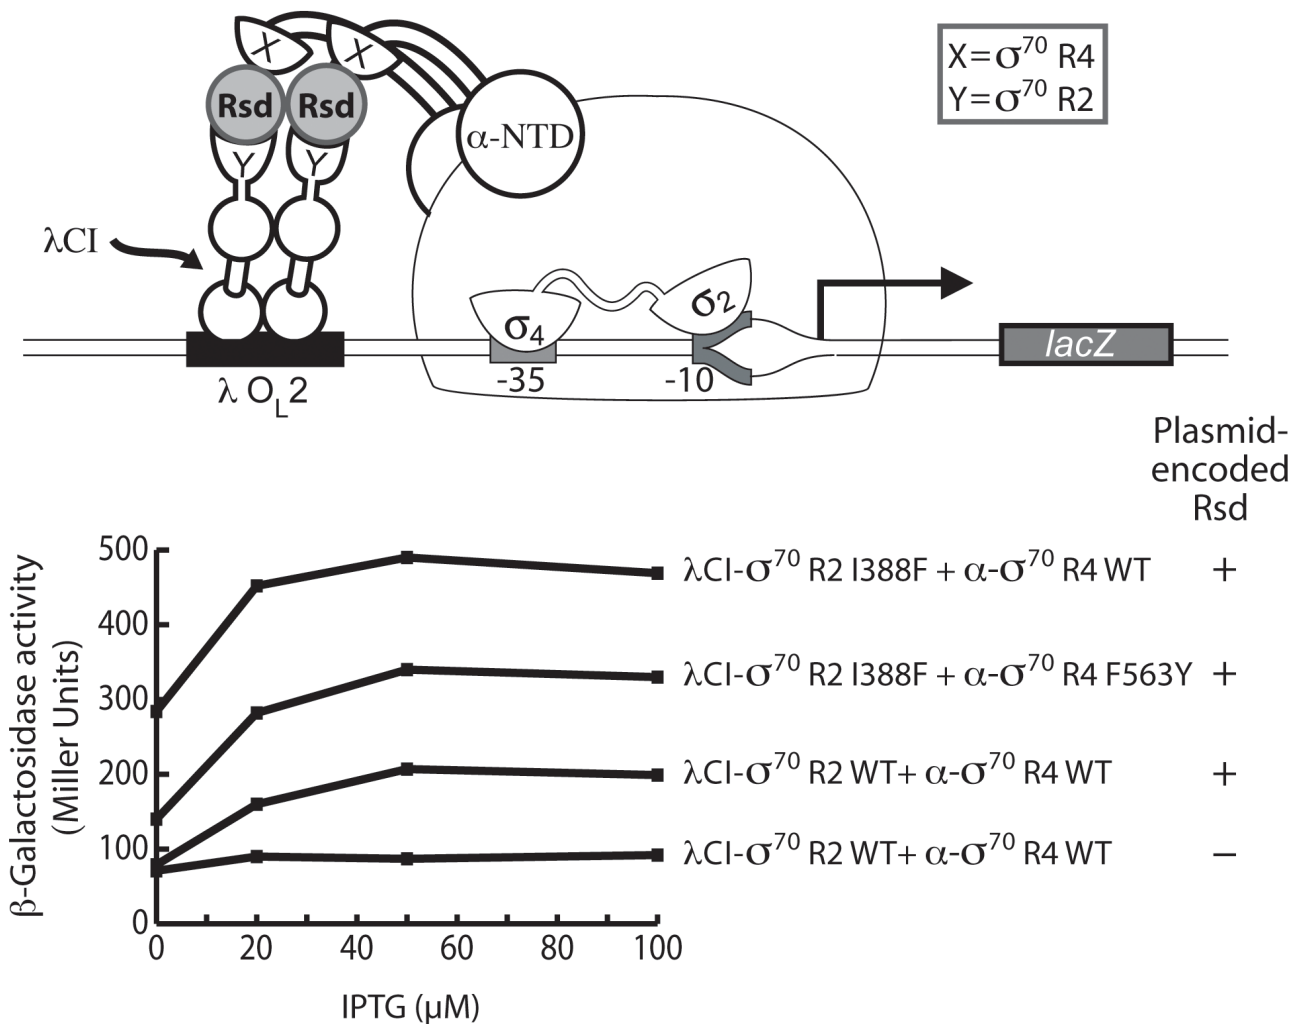 X X
Rsd Rsd
Y Y
α-NTD
X=σ⁷⁰ R4
Y=σ⁷⁰ R2
λCI
σ₄
σ₂
-35
-10
λ O_L2
lacZ
Plasmid-
encoded
Rsd
β-Galactosidase activity
(Miller Units)
500
400
300
200
100
0
λCI-σ⁷⁰ R2 I388F + α-σ⁷⁰ R4 WT +
λCI-σ⁷⁰ R2 I388F + α-σ⁷⁰ R4 F563Y +
λCI-σ⁷⁰ R2 WT+ α-σ⁷⁰ R4 WT +
λCI-σ⁷⁰ R2 WT+ α-σ⁷⁰ R4 WT −
0 20 40 60 80 100
IPTG (μM)